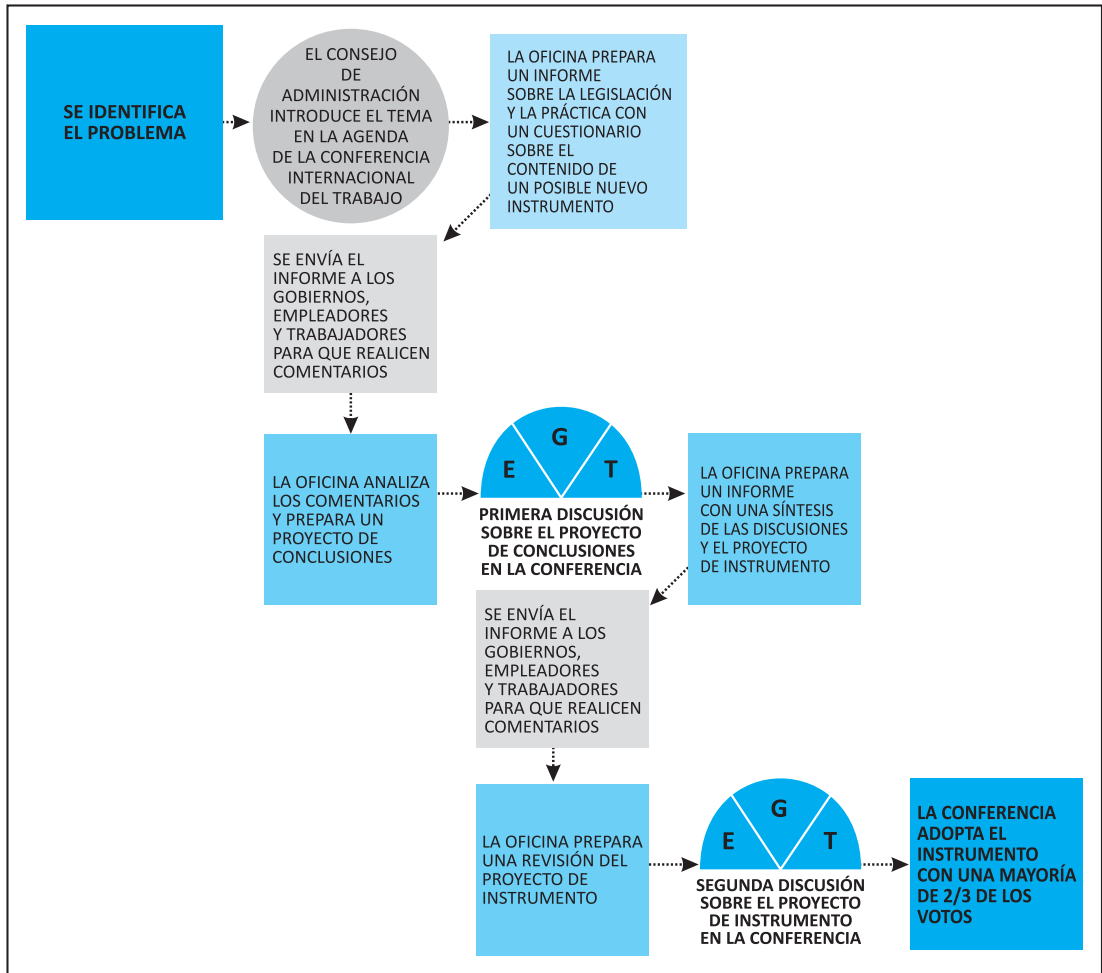 SE IDENTIFICA
EL PROBLEMA
EL CONSEJO
DE
ADMINISTRACIÓN
INTRODUCE EL TEMA
EN LA AGENDA
DE LA CONFERENCIA
INTERNACIONAL
DEL TRABAJO
LA OFICINA PREPARA
UN INFORME
SOBRE LA LEGISLACIÓN
Y LA PRÁCTICA CON
UN CUESTIONARIO
SOBRE EL
CONTENIDO DE
UN POSIBLE NUEVO
INSTRUMENTO
SE ENVÍA EL
INFORME A LOS
GOBIERNOS,
EMPLEADORES
Y TRABAJADORES
PARA QUE REALICEN
COMENTARIOS
LA OFICINA ANALIZA
LOS COMENTARIOS
Y PREPARA UN
PROYECTO DE
CONCLUSIONES
E G T
PRIMERA DISCUSIÓN
SOBRE EL PROYECTO
DE CONCLUSIONES
EN LA CONFERENCIA
LA OFICINA PREPARA
UN INFORME
CON UNA SÍNTESIS
DE LAS DISCUSIONES
Y EL PROYECTO
DE INSTRUMENTO
SE ENVÍA EL
INFORME A LOS
GOBIERNOS,
EMPLEADORES
Y TRABAJADORES
PARA QUE REALICEN
COMENTARIOS
LA OFICINA PREPARA
UNA REVISIÓN DEL
PROYECTO DE
INSTRUMENTO
E G T
SEGUNDA DISCUSIÓN
SOBRE EL PROYECTO
DE INSTRUMENTO
EN LA CONFERENCIA
LA CONFERENCIA
ADOPTA EL
INSTRUMENTO
CON UNA MAYORÍA
DE 2/3 DE LOS
VOTOS